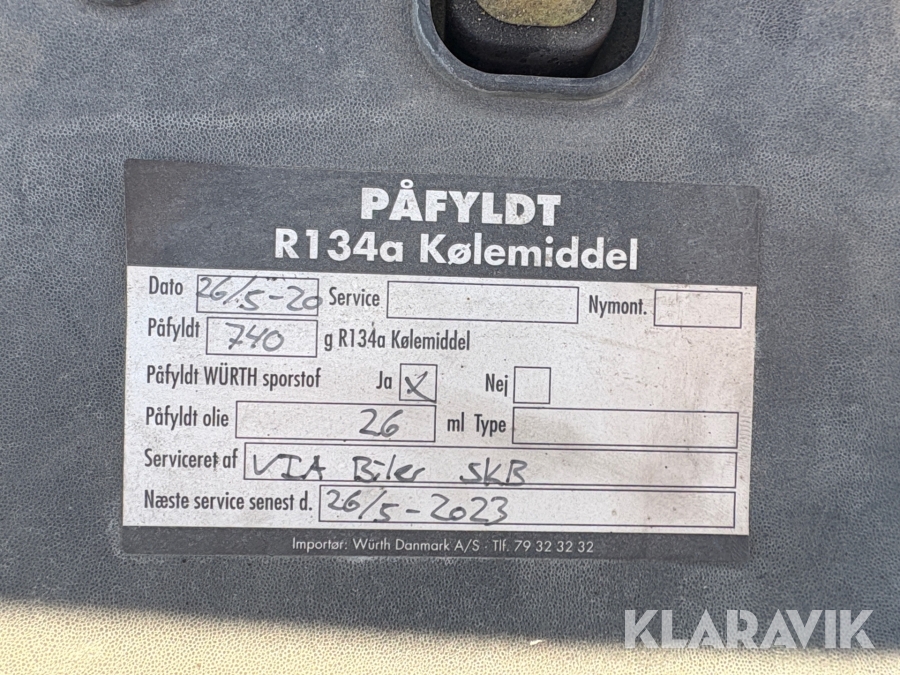 PÅFYLDT
R134a Kølemiddel
Dato 26/5-20 Service Nymont.
Påfyldt 740 g R134a Kølemiddel
Påfyldt WÜRTH sporstof Ja X Nej
Påfyldt olie 26 ml Type
Serviceret af VIA Biler SKB
Næste service senest d. 26/5-2023
Importør: Würth Danmark A/S · Tlf. 79 32 32 32
KLARAVIK